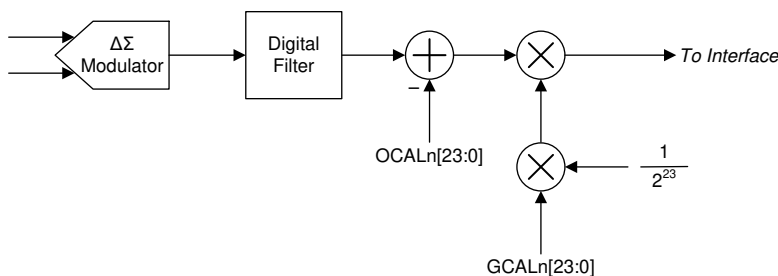 ΔΣ
Modulator
Digital
Filter
To Interface
–
OCALn[23:0]
1
2^23
GCALn[23:0]